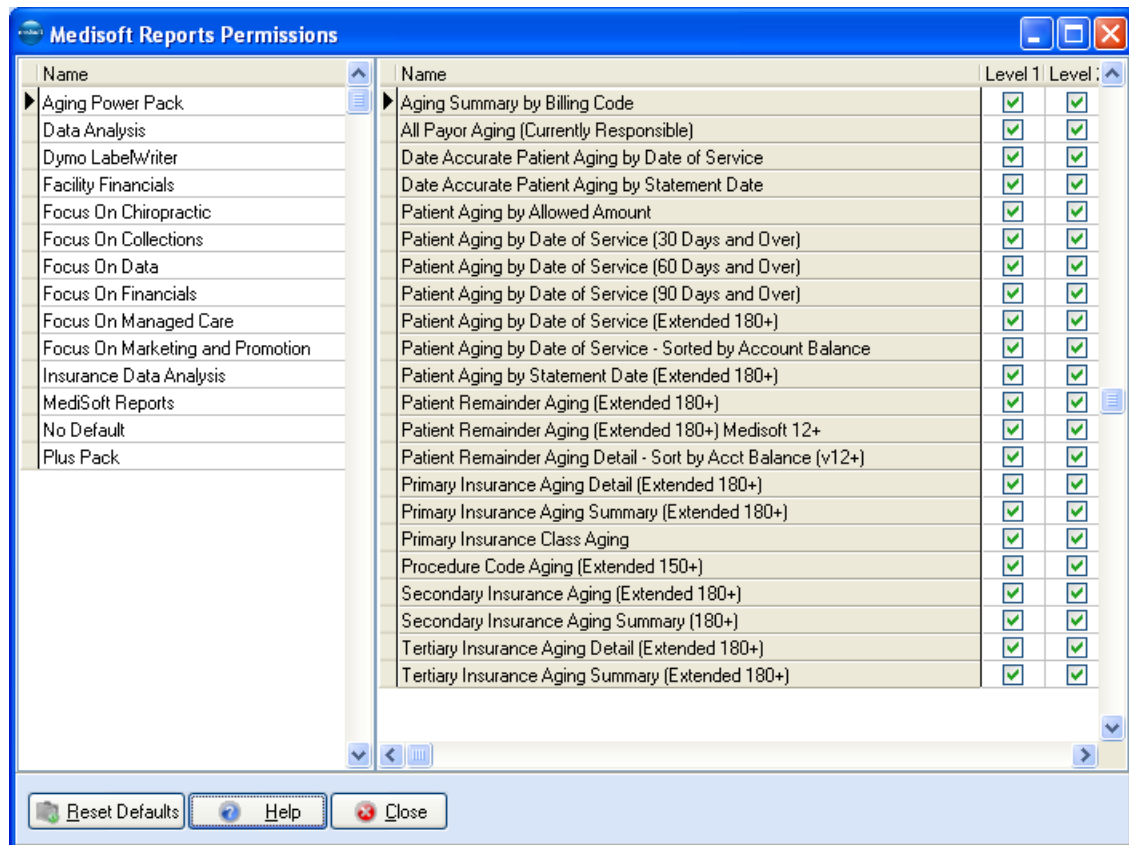 Medisoft Reports Permissions
Name
Aging Power Pack
Data Analysis
Dymo LabelWriter
Facility Financials
Focus On Chiropractic
Focus On Collections
Focus On Data
Focus On Financials
Focus On Managed Care
Focus On Marketing and Promotion
Insurance Data Analysis
MediSoft Reports
No Default
Plus Pack
Name Level 1 Level
Aging Summary by Billing Code
All Payor Aging (Currently Responsible)
Date Accurate Patient Aging by Date of Service
Date Accurate Patient Aging by Statement Date
Patient Aging by Allowed Amount
Patient Aging by Date of Service (30 Days and Over)
Patient Aging by Date of Service (60 Days and Over)
Patient Aging by Date of Service (90 Days and Over)
Patient Aging by Date of Service (Extended 180+)
Patient Aging by Date of Service - Sorted by Account Balance
Patient Aging by Statement Date (Extended 180+)
Patient Remainder Aging (Extended 180+)
Patient Remainder Aging (Extended 180+) Medisoft 12+
Patient Remainder Aging Detail - Sort by Acct Balance (v12+)
Primary Insurance Aging Detail (Extended 180+)
Primary Insurance Aging Summary (Extended 180+)
Primary Insurance Class Aging
Procedure Code Aging (Extended 150+)
Secondary Insurance Aging (Extended 180+)
Secondary Insurance Aging Summary (180+)
Tertiary Insurance Aging Detail (Extended 180+)
Tertiary Insurance Aging Summary (Extended 180+)
Reset Defaults Help Close